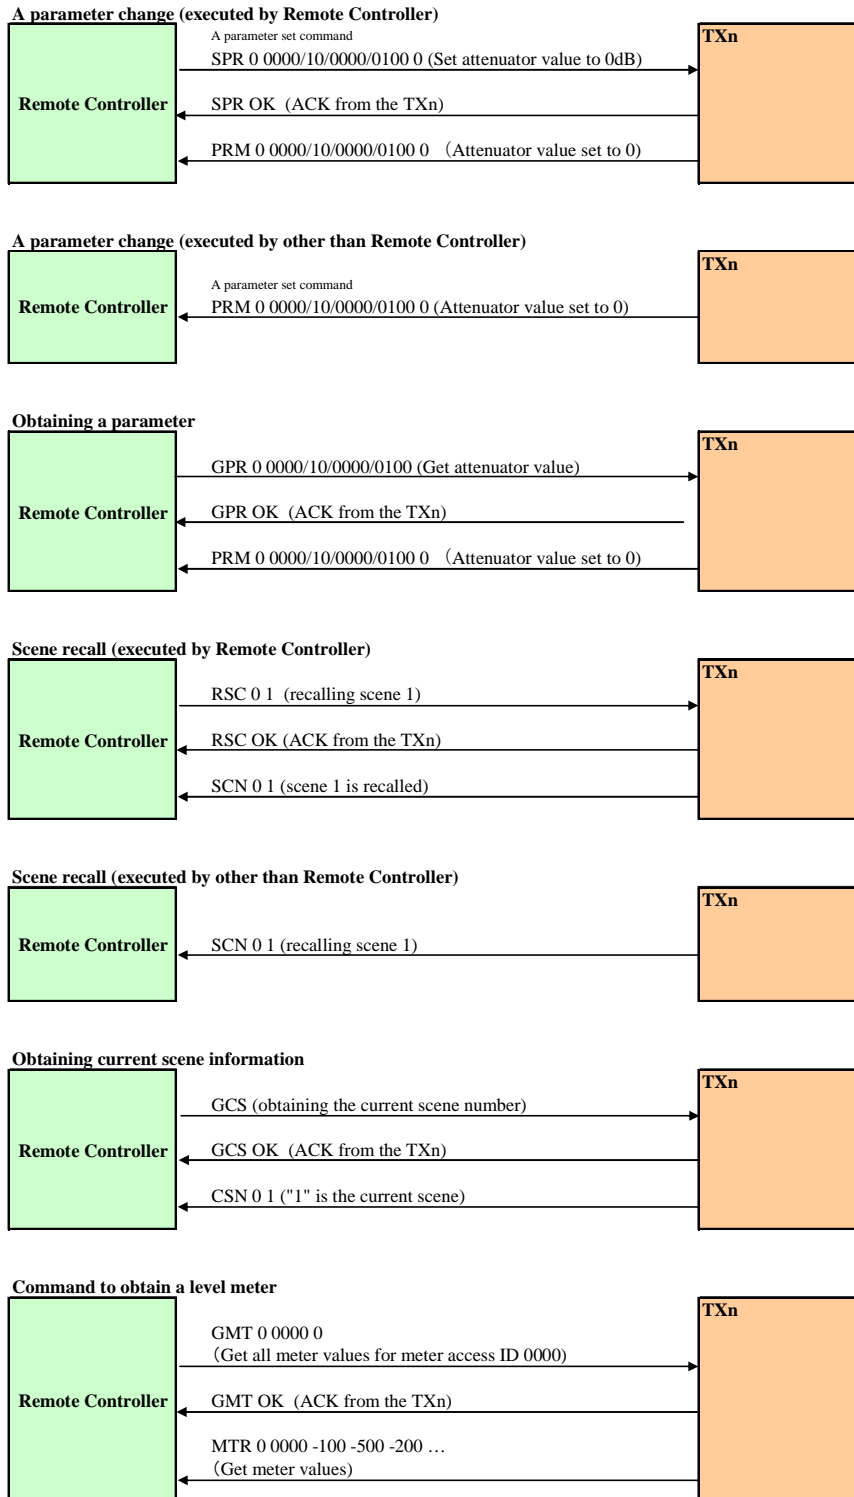 A parameter change (executed by Remote Controller)
A parameter set command
TXn
SPR 0 0000/10/0000/0100 0 (Set attenuator value to 0dB)
Remote Controller
SPR OK  (ACK from the TXn)
PRM 0 0000/10/0000/0100 0 （Attenuator value set to 0)
A parameter change (executed by other than Remote Controller)
TXn
A parameter set command
Remote Controller
PRM 0 0000/10/0000/0100 0 (Attenuator value set to 0)
Obtaining a parameter
TXn
GPR 0 0000/10/0000/0100 (Get attenuator value)
Remote Controller
GPR OK  (ACK from the TXn)
PRM 0 0000/10/0000/0100 0 （Attenuator value set to 0)
Scene recall (executed by Remote Controller)
TXn
RSC 0 1  (recalling scene 1)
Remote Controller
RSC OK (ACK from the TXn)
SCN 0 1 (scene 1 is recalled)
Scene recall (executed by other than Remote Controller)
TXn
Remote Controller
SCN 0 1 (recalling scene 1)
Obtaining current scene information
TXn
GCS (obtaining the current scene number)
Remote Controller
GCS OK  (ACK from the TXn)
CSN 0 1 ("1" is the current scene)
Command to obtain a level meter
TXn
GMT 0 0000 0
（Get all meter values for meter access ID 0000)
Remote Controller
GMT OK  (ACK from the TXn)
MTR 0 0000 -100 -500 -200 …
（Get meter values)